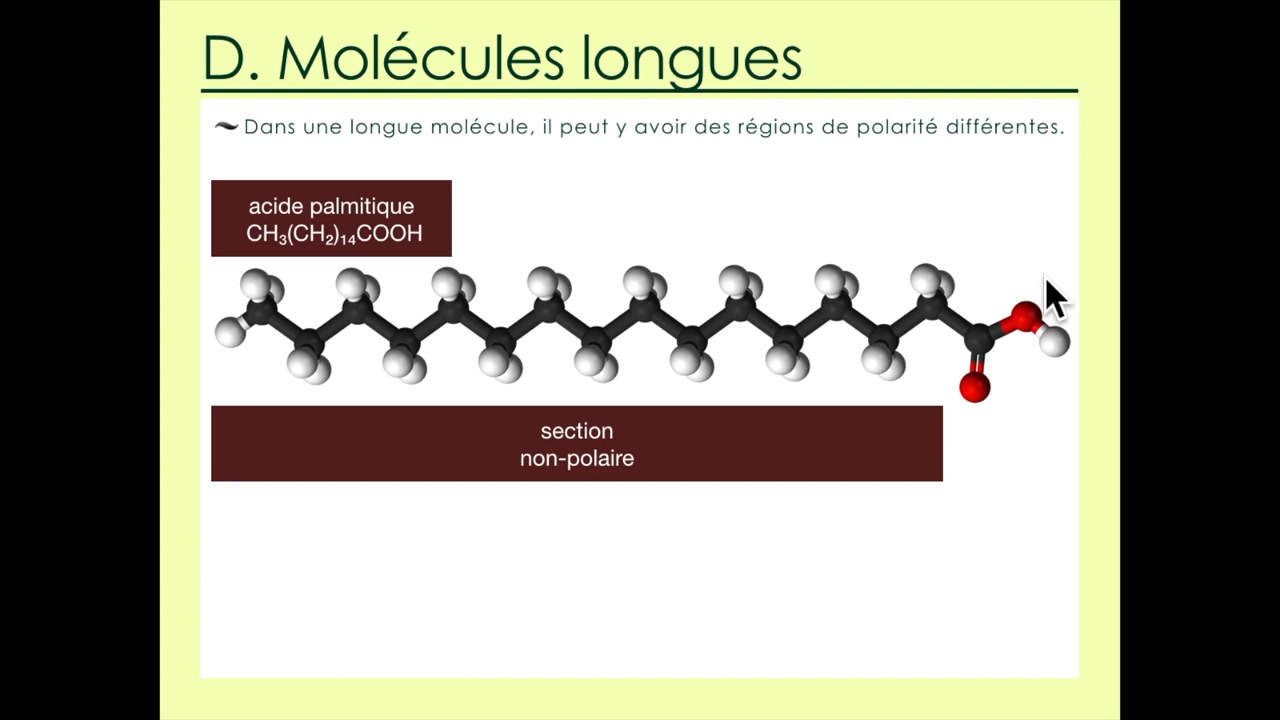 D. Molécules longues
Dans une longue molécule, il peut y avoir des régions de polarité différentes.
acide palmitique
CH₃(CH₂)₁₄COOH
section
non-polaire